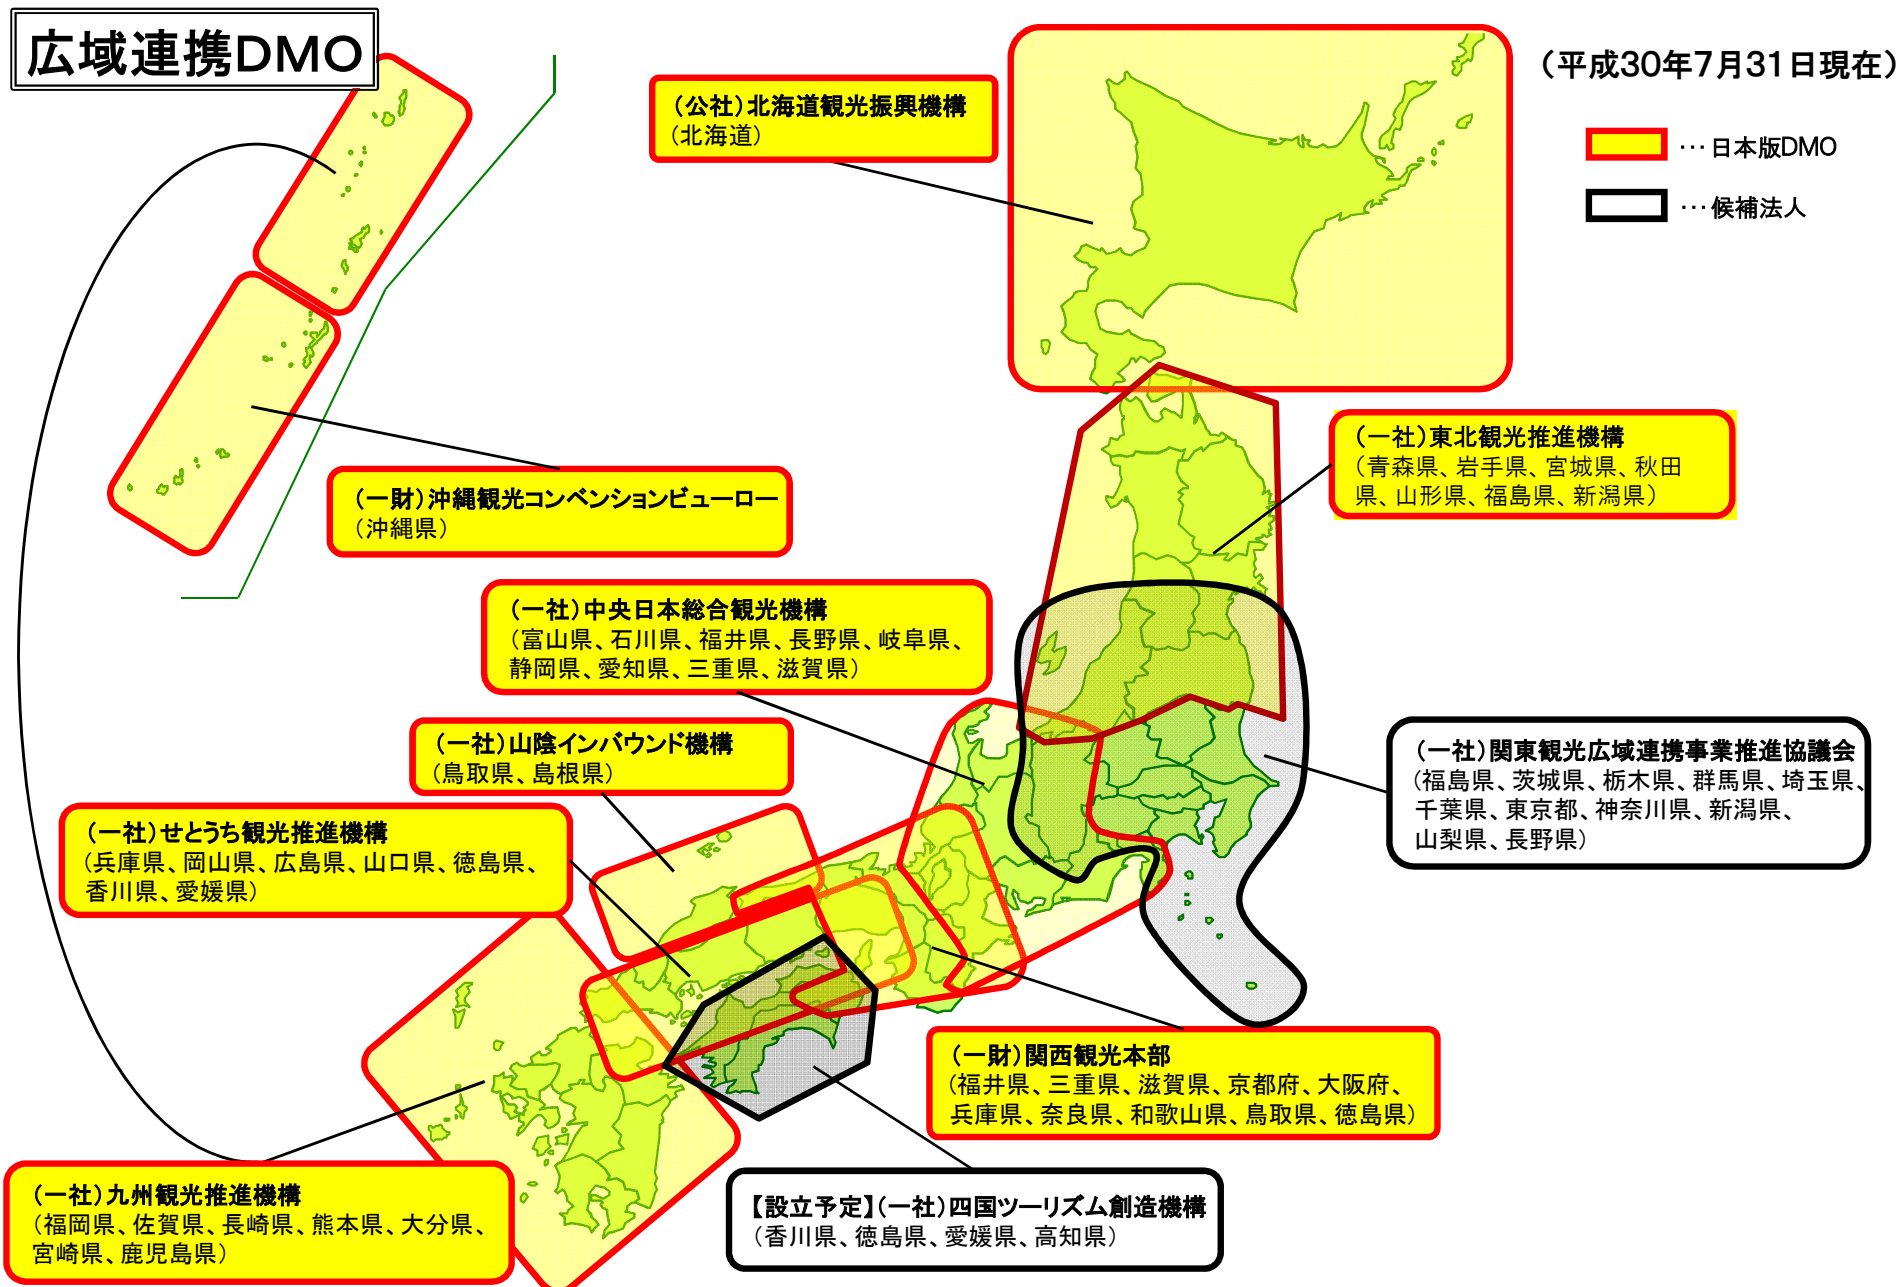 広域連携DMO
（平成30年7月31日現在）
…日本版DMO
…候補法人
（公社）北海道観光振興機構
（北海道）
（一社）東北観光推進機構
（青森県、岩手県、宮城県、秋田
県、山形県、福島県、新潟県）
（一財）沖縄観光コンベンションビューロー
（沖縄県）
（一社）中央日本総合観光機構
（富山県、石川県、福井県、長野県、岐阜県、
静岡県、愛知県、三重県、滋賀県）
（一社）山陰インバウンド機構
（鳥取県、島根県）
（一社）関東観光広域連携事業推進協議会
（福島県、茨城県、栃木県、群馬県、埼玉県、
千葉県、東京都、神奈川県、新潟県、
山梨県、長野県）
（一社）せとうち観光推進機構
（兵庫県、岡山県、広島県、山口県、徳島県、
香川県、愛媛県）
（一財）関西観光本部
（福井県、三重県、滋賀県、京都府、大阪府、
兵庫県、奈良県、和歌山県、鳥取県、徳島県）
（一社）九州観光推進機構
（福岡県、佐賀県、長崎県、熊本県、大分県、
宮崎県、鹿児島県）
【設立予定】（一社）四国ツーリズム創造機構
（香川県、徳島県、愛媛県、高知県）